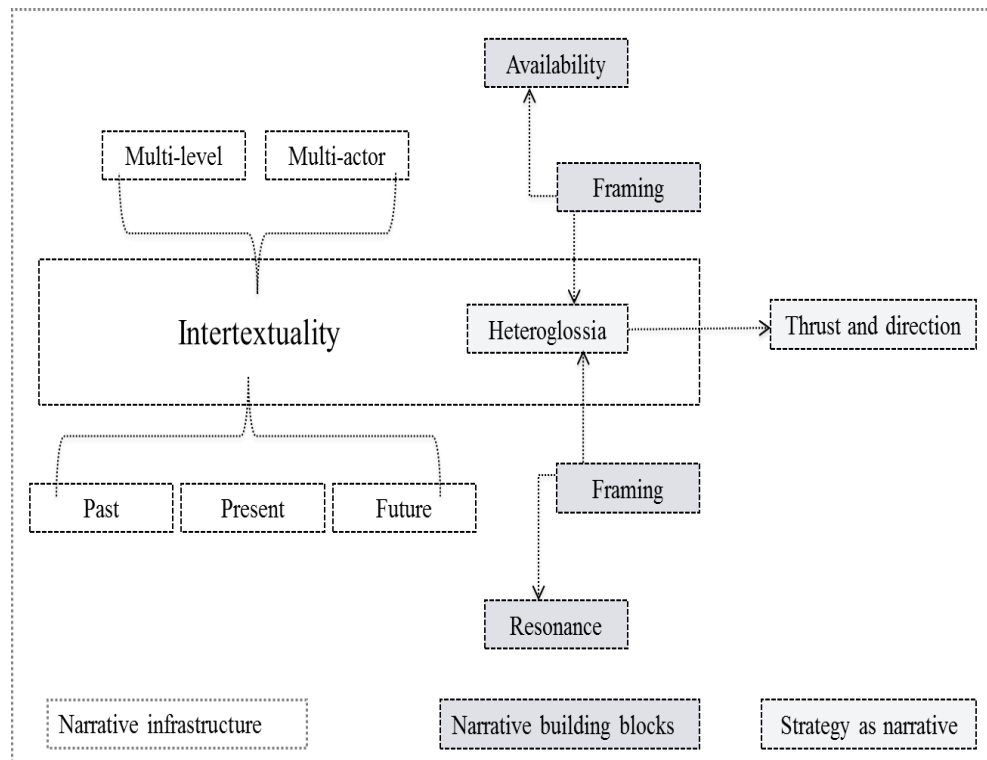 Availability
Multi-level
Multi-actor
Framing
Intertextuality
Heteroglossia
Thrust and direction
Framing
Past
Present
Future
Resonance
Narrative infrastructure
Narrative building blocks
Strategy as narrative